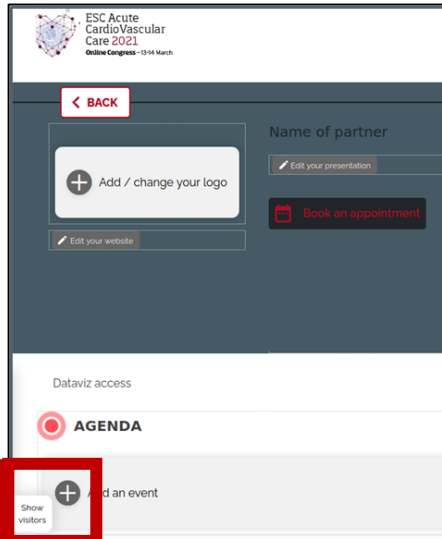 ESC Acute
CardioVascular
Care 2021
Online Congress - 13-14 March
BACK
Name of partner
Edit your presentation
Add / change your logo
Book an appointment
Edit your website
Dataviz access
AGENDA
Add an event
Show
visitors